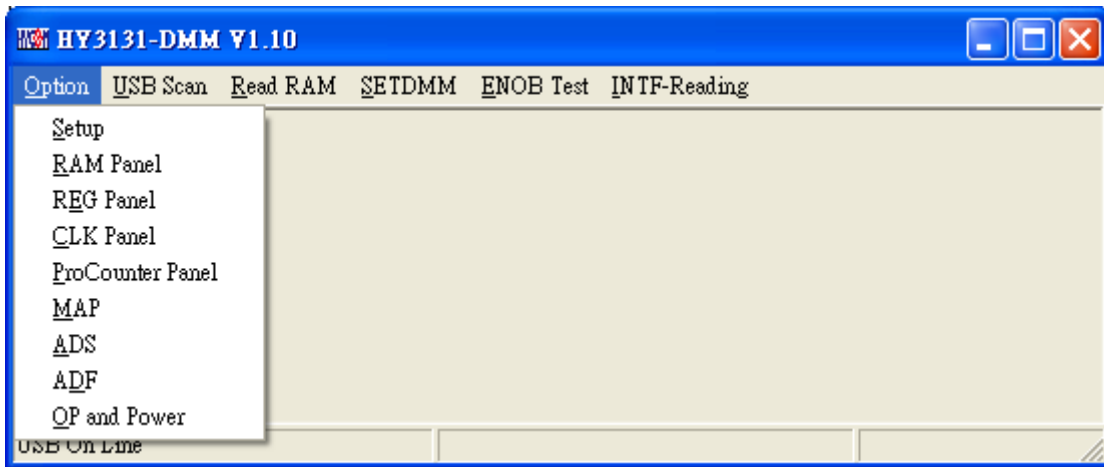 HY3131-DMM V1.10
Option USB Scan Read RAM SETDMM ENOB Test INTF-Reading
Setup
RAM Panel
REG Panel
CLK Panel
ProCounter Panel
MAP
ADS
ADF
OP and Power
USB On Line